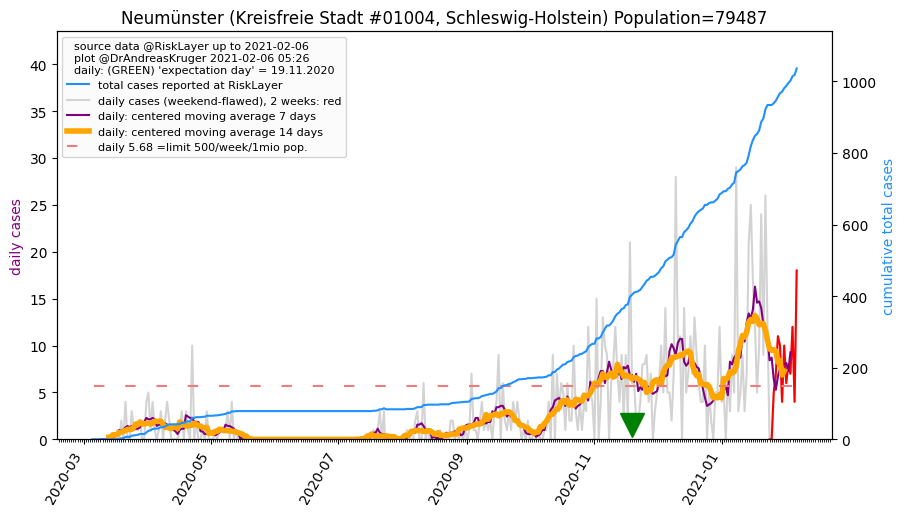 Neumünster (Kreisfreie Stadt #01004, Schleswig-Holstein) Population=79487
source data @RiskLayer up to 2021-02-06
plot @DrAndreasKruger 2021-02-06 05:26
daily: (GREEN) 'expectation day' = 19.11.2020
total cases reported at RiskLayer
daily cases (weekend-flawed), 2 weeks: red
daily: centered moving average 7 days
daily: centered moving average 14 days
daily 5.68 =limit 500/week/1mio pop.
daily cases
40
35
30
25
20
15
10
5
0
cumulative total cases
1000
800
600
400
200
0
2020-03
2020-05
2020-07
2020-09
2020-11
2021-01